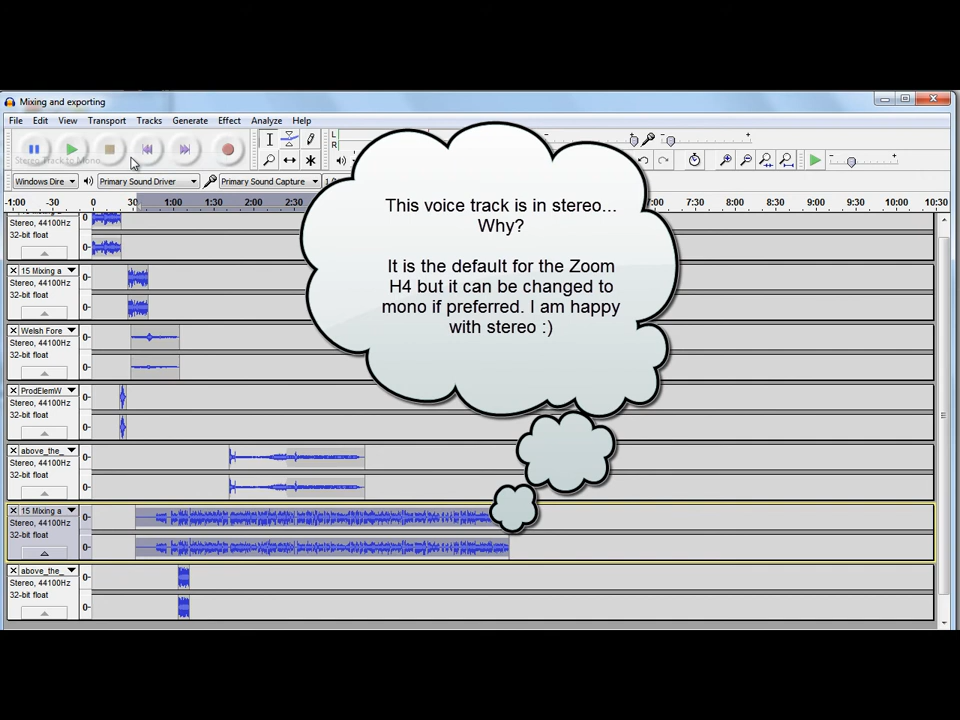 Mixing and exporting
File Edit View Transport Tracks Generate Effect Analyze Help
Stereo Track to Mono
L
R
Windows Dire Primary Sound Driver Primary Sound Capture
-1:00 -30 0 30 1:00 1:30 2:00 2:30 7:00 7:30 8:00 8:30 9:00 9:30 10:00 10:30
This voice track is in stereo...
Why?
It is the default for the Zoom
H4 but it can be changed to
mono if preferred. I am happy
with stereo :)
Stereo, 44100Hz
32-bit float
15 Mixing a
Stereo, 44100Hz
32-bit float
Welsh Fore
Stereo, 44100Hz
32-bit float
ProdElemW
Stereo, 44100Hz
32-bit float
above_the_
Stereo, 44100Hz
32-bit float
15 Mixing a
Stereo, 44100Hz
32-bit float
above_the_
Stereo, 44100Hz
32-bit float